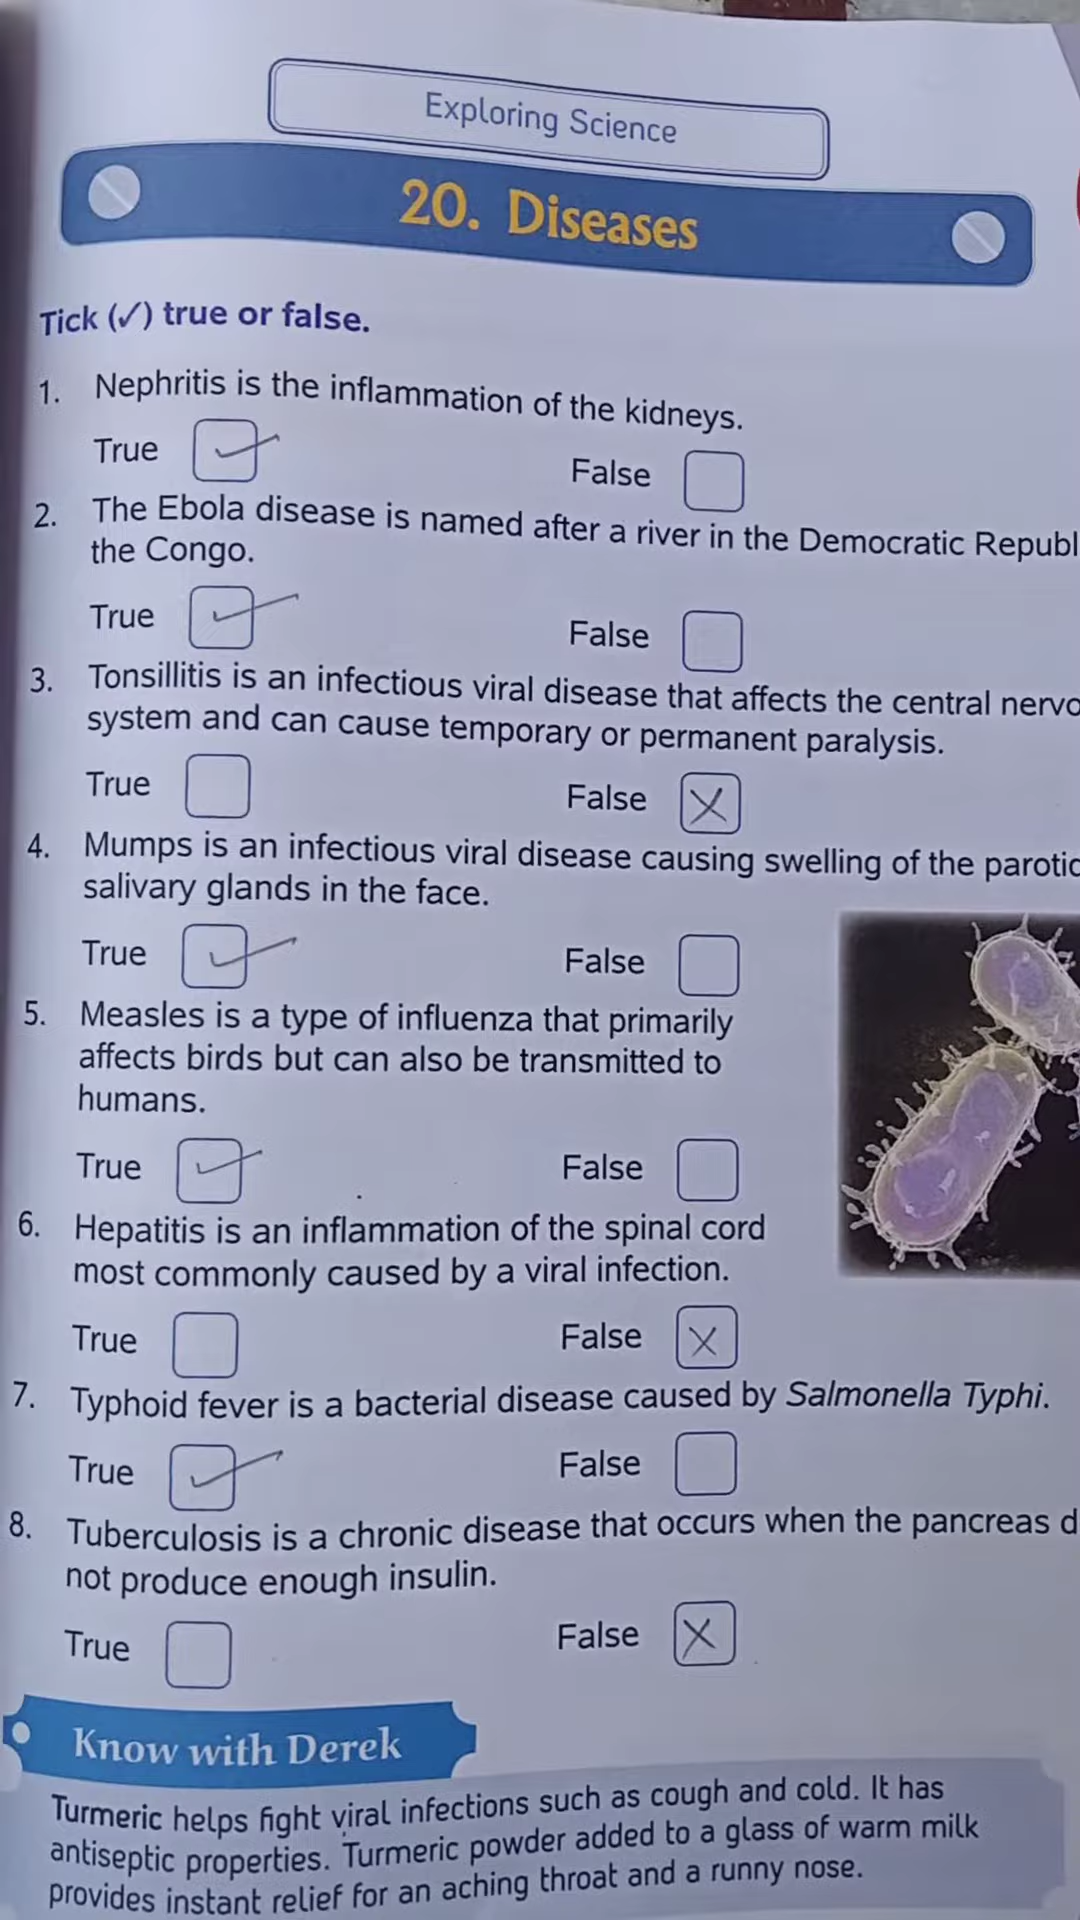 Exploring Science
20. Diseases
Tick (✓) true or false.
1. Nephritis is the inflammation of the kidneys.
True ✓ False
2. The Ebola disease is named after a river in the Democratic
the Congo.
True ✓ False
3. Tonsillitis is an infectious viral disease that affects the central
system and can cause temporary or permanent paralysis.
True False X
4. Mumps is an infectious viral disease causing swelling of the
salivary glands in the face.
True ✓ False
5. Measles is a type of influenza that primarily
affects birds but can also be transmitted to
humans.
True ✓ False
6. Hepatitis is an inflammation of the spinal cord
most commonly caused by a viral infection.
True False X
7. Typhoid fever is a bacterial disease caused by Salmonella Typhi.
True ✓ False
8. Tuberculosis is a chronic disease that occurs when the pancreas
not produce enough insulin.
True False X
Know with Derek
Turmeric helps fight viral infections such as cough and cold. It has
antiseptic properties. Turmeric powder added to a glass of warm milk
provides instant relief for an aching throat and a runny nose.